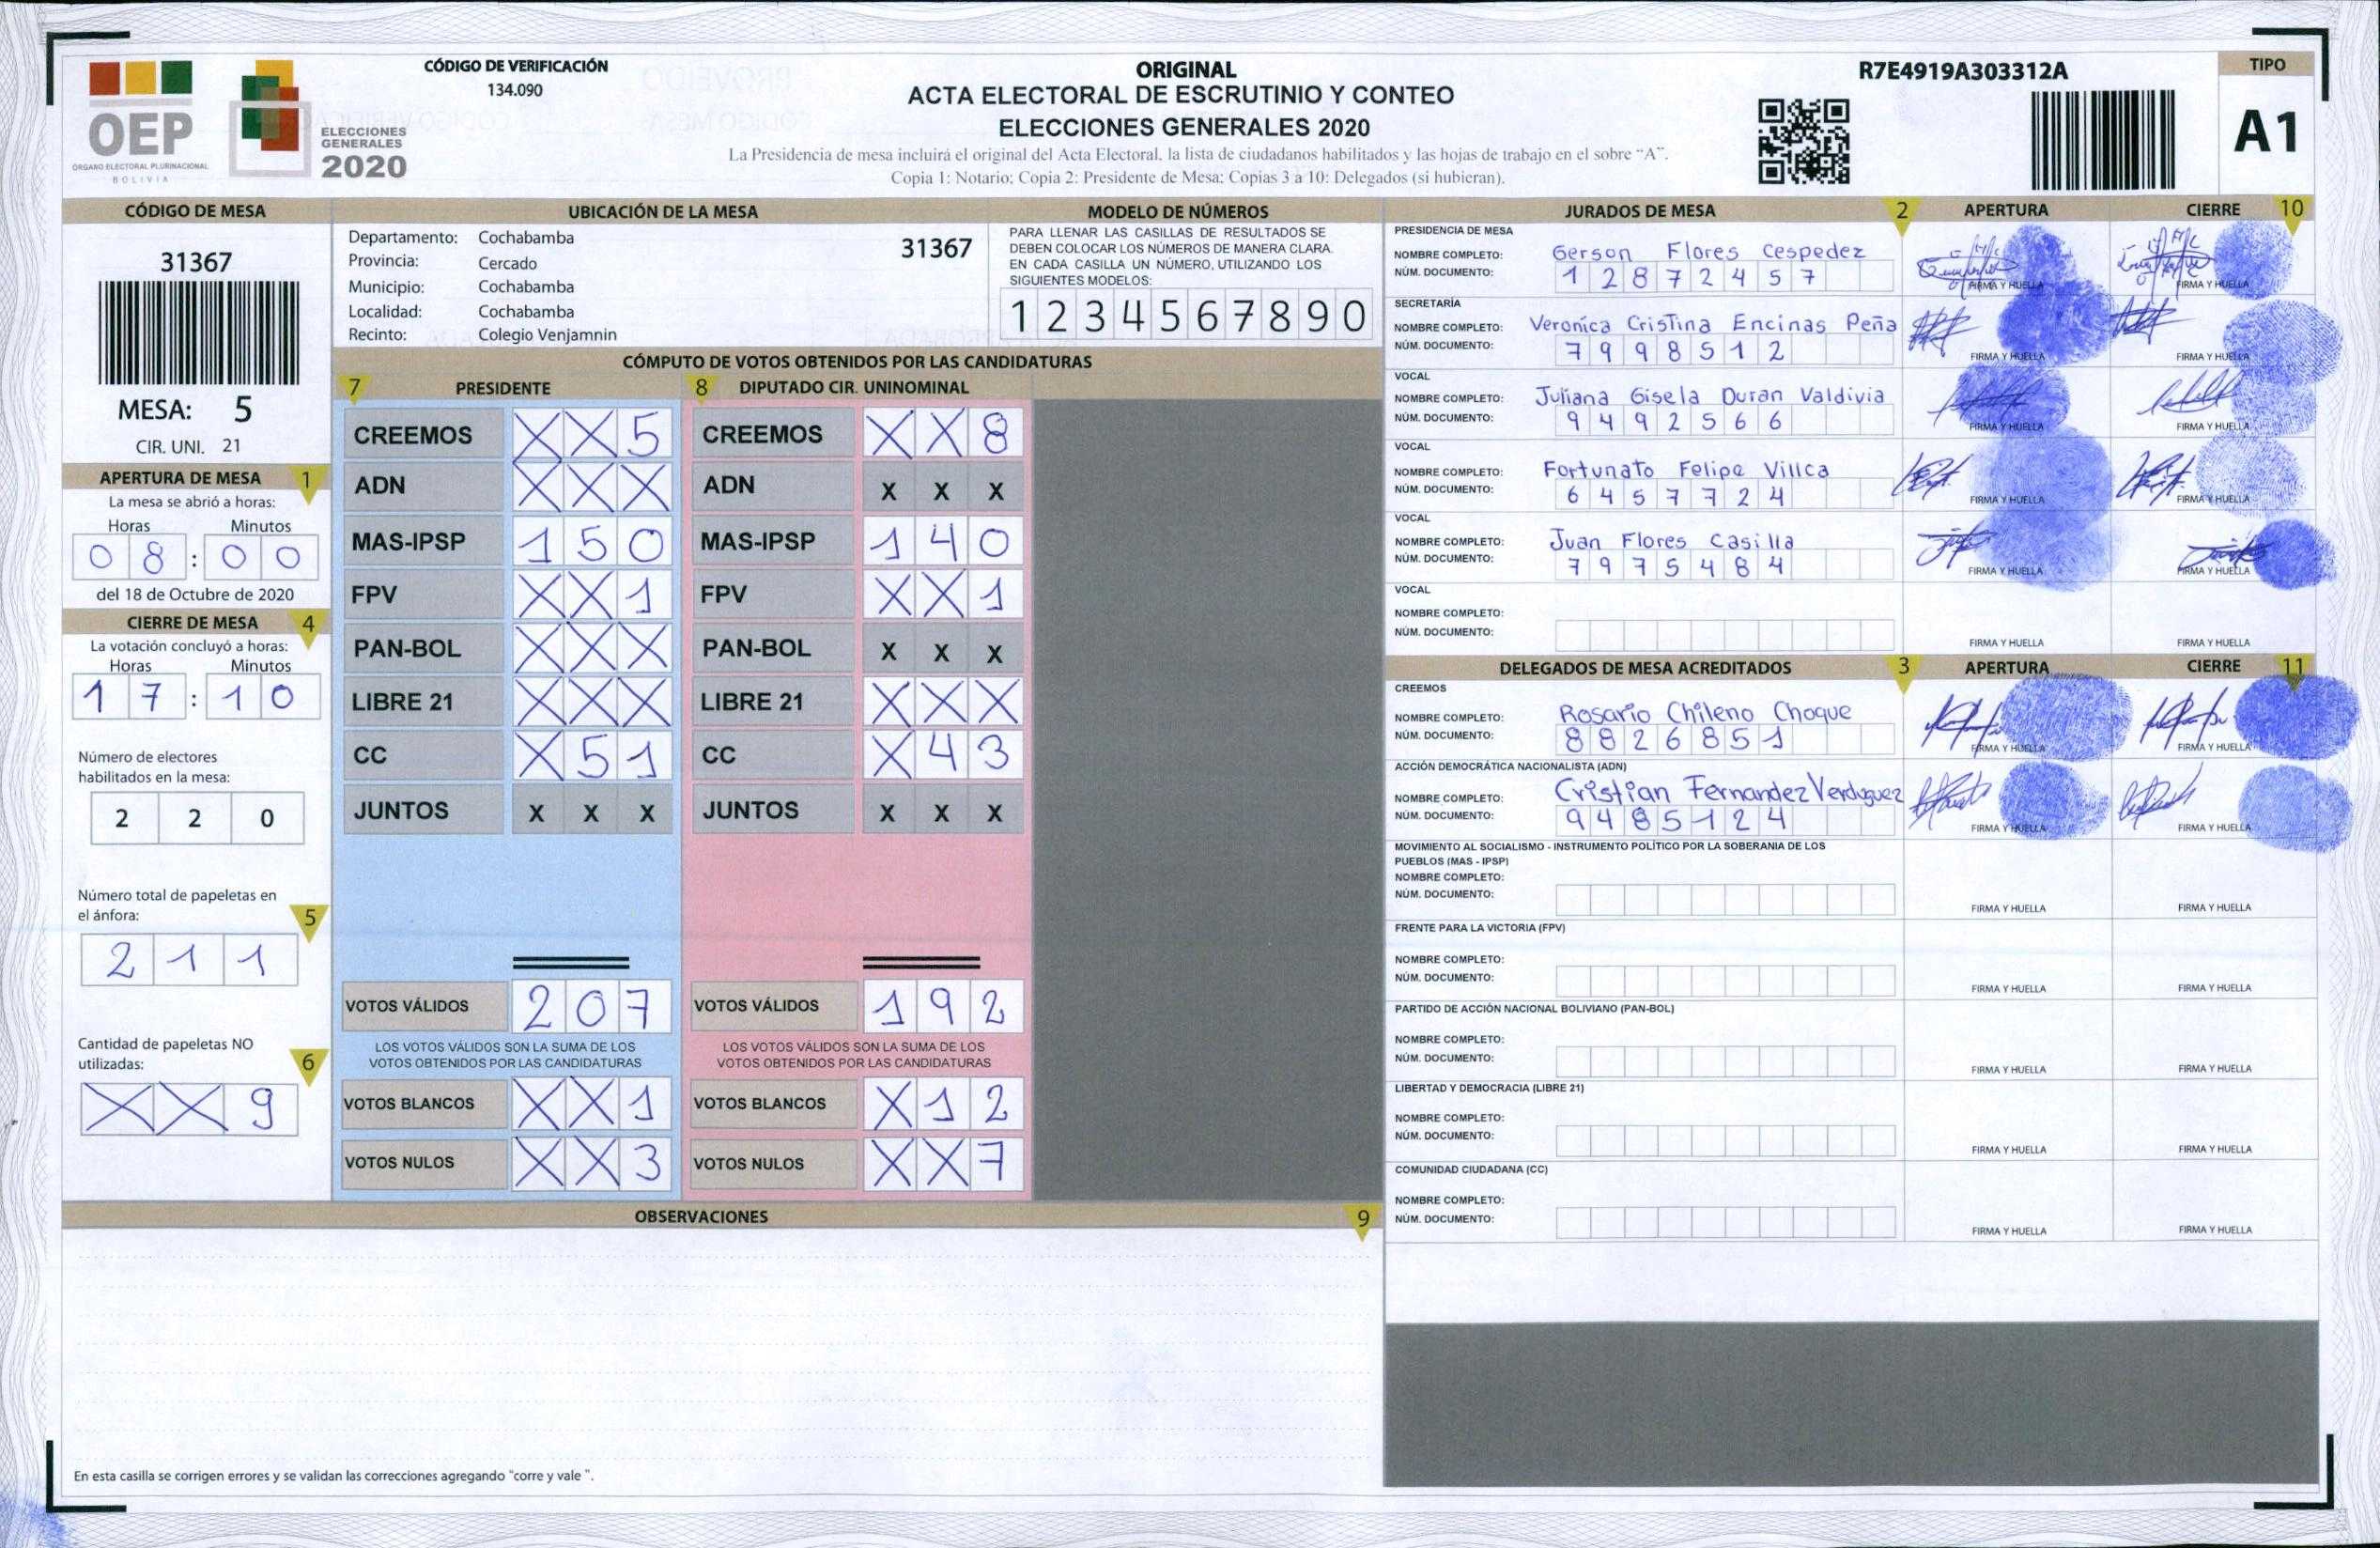 OEP
ÓRGANO ELECTORAL PLURINACIONAL
BOLIVIA
ELECCIONES
GENERALES
2020
CÓDIGO DE VERIFICACIÓN
134.090
ORIGINAL
ACTA ELECTORAL DE ESCRUTINIO Y CONTEO
ELECCIONES GENERALES 2020
La Presidencia de mesa incluirá el original del Acta Electoral, la lista de ciudadanos habilitados y las hojas de trabajo en el sobre "A".
Copia 1: Notario; Copia 2: Presidente de Mesa; Copias 3 a 10: Delegados (si hubieran).
R7E4919A303312A
TIPO
A1
CÓDIGO DE MESA
31367
MESA: 5
CIR. UNI. 21
APERTURA DE MESA 1
La mesa se abrió a horas:
Horas Minutos
0 8 : 0 0
del 18 de Octubre de 2020
CIERRE DE MESA 4
La votación concluyó a horas:
Horas Minutos
1 7 : 1 0
Número de electores
habilitados en la mesa:
2 2 0
Número total de papeletas en
el ánfora: 5
2 1 1
Cantidad de papeletas NO
utilizadas: 6
X X 9
UBICACIÓN DE LA MESA
Departamento: Cochabamba 31367
Provincia: Cercado
Municipio: Cochabamba
Localidad: Cochabamba
Recinto: Colegio Venjamnin
MODELO DE NÚMEROS
PARA LLENAR LAS CASILLAS DE RESULTADOS SE
DEBEN COLOCAR LOS NÚMEROS DE MANERA CLARA.
EN CADA CASILLA UN NÚMERO, UTILIZANDO LOS
SIGUIENTES MODELOS:
1 2 3 4 5 6 7 8 9 0
CÓMPUTO DE VOTOS OBTENIDOS POR LAS CANDIDATURAS
7 PRESIDENTE 8 DIPUTADO CIR. UNINOMINAL
CREEMOS X X 5 CREEMOS X X 8
ADN X X X ADN X X X
MAS-IPSP 1 5 0 MAS-IPSP 1 4 0
FPV X X 1 FPV X X 1
PAN-BOL X X X PAN-BOL X X X
LIBRE 21 X X X LIBRE 21 X X X
CC X 5 1 CC X 4 3
JUNTOS X X X JUNTOS X X X
VOTOS VÁLIDOS 2 0 7 VOTOS VÁLIDOS 1 9 2
LOS VOTOS VÁLIDOS SON LA SUMA DE LOS LOS VOTOS VÁLIDOS SON LA SUMA DE LOS
VOTOS OBTENIDOS POR LAS CANDIDATURAS VOTOS OBTENIDOS POR LAS CANDIDATURAS
VOTOS BLANCOS X X 1 VOTOS BLANCOS X 1 2
VOTOS NULOS X X 3 VOTOS NULOS X X 7
OBSERVACIONES 9
En esta casilla se corrigen errores y se validan las correcciones agregando "corre y vale ".
JURADOS DE MESA 2 APERTURA CIERRE 10
PRESIDENCIA DE MESA
NOMBRE COMPLETO: Gerson Flores Cespedez
NÚM. DOCUMENTO: 1 2 8 7 2 4 5 7
FIRMA Y HUELLA FIRMA Y HUELLA
SECRETARÍA
NOMBRE COMPLETO: Veronica Cristina Encinas Peña
NÚM. DOCUMENTO: 7 9 9 8 5 1 2
FIRMA Y HUELLA FIRMA Y HUELLA
VOCAL
NOMBRE COMPLETO: Juliana Gisela Duran Valdivia
NÚM. DOCUMENTO: 9 4 9 2 5 6 6
FIRMA Y HUELLA FIRMA Y HUELLA
VOCAL
NOMBRE COMPLETO: Fortunato Felipe Villca
NÚM. DOCUMENTO: 6 4 5 7 7 2 4
FIRMA Y HUELLA FIRMA Y HUELLA
VOCAL
NOMBRE COMPLETO: Juan Flores Casilla
NÚM. DOCUMENTO: 7 9 7 5 4 8 4
FIRMA Y HUELLA FIRMA Y HUELLA
VOCAL
NOMBRE COMPLETO:
NÚM. DOCUMENTO:
FIRMA Y HUELLA FIRMA Y HUELLA
DELEGADOS DE MESA ACREDITADOS 3 APERTURA CIERRE 11
CREEMOS
NOMBRE COMPLETO: Rosario Chileno Choque
NÚM. DOCUMENTO: 8 8 2 6 8 5 1
FIRMA Y HUELLA FIRMA Y HUELLA
ACCIÓN DEMOCRÁTICA NACIONALISTA (ADN)
NOMBRE COMPLETO: Cristian Fernandez Verduguez
NÚM. DOCUMENTO: 9 4 8 5 1 2 4
FIRMA Y HUELLA FIRMA Y HUELLA
MOVIMIENTO AL SOCIALISMO - INSTRUMENTO POLÍTICO POR LA SOBERANIA DE LOS
PUEBLOS (MAS - IPSP)
NOMBRE COMPLETO:
NÚM. DOCUMENTO:
FIRMA Y HUELLA FIRMA Y HUELLA
FRENTE PARA LA VICTORIA (FPV)
NOMBRE COMPLETO:
NÚM. DOCUMENTO:
FIRMA Y HUELLA FIRMA Y HUELLA
PARTIDO DE ACCIÓN NACIONAL BOLIVIANO (PAN-BOL)
NOMBRE COMPLETO:
NÚM. DOCUMENTO:
FIRMA Y HUELLA FIRMA Y HUELLA
LIBERTAD Y DEMOCRACIA (LIBRE 21)
NOMBRE COMPLETO:
NÚM. DOCUMENTO:
FIRMA Y HUELLA FIRMA Y HUELLA
COMUNIDAD CIUDADANA (CC)
NOMBRE COMPLETO:
NÚM. DOCUMENTO:
FIRMA Y HUELLA FIRMA Y HUELLA